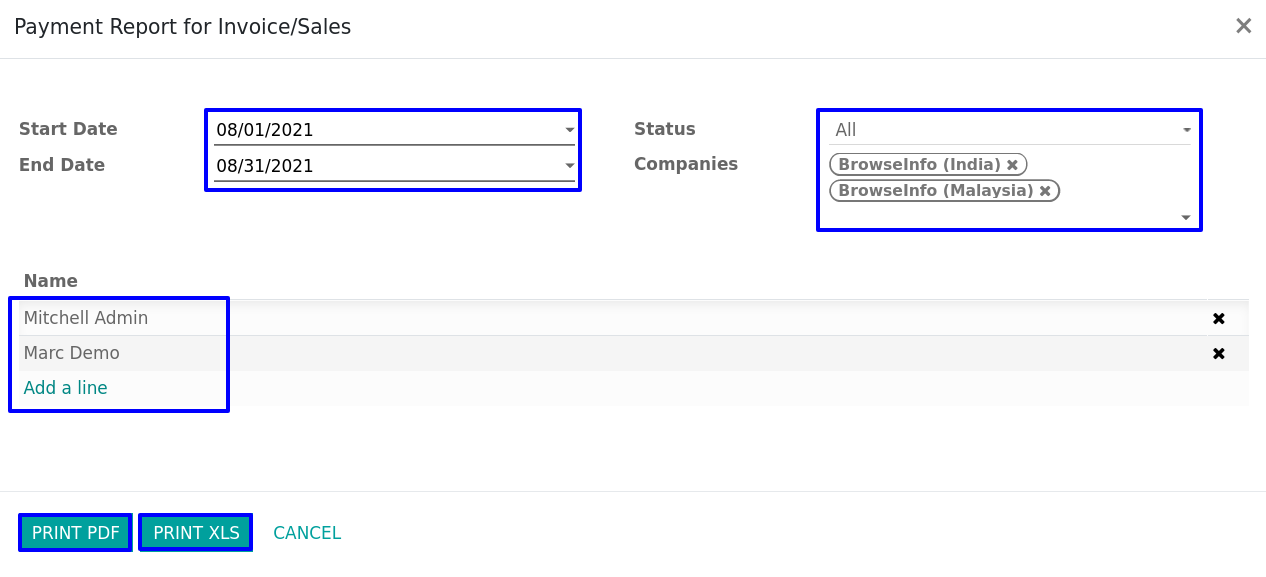 Payment Report for Invoice/Sales
Start Date 08/01/2021
End Date 08/31/2021
Status All
Companies BrowseInfo (India)
BrowseInfo (Malaysia)
Name
Mitchell Admin
Marc Demo
Add a line
PRINT PDF PRINT XLS CANCEL